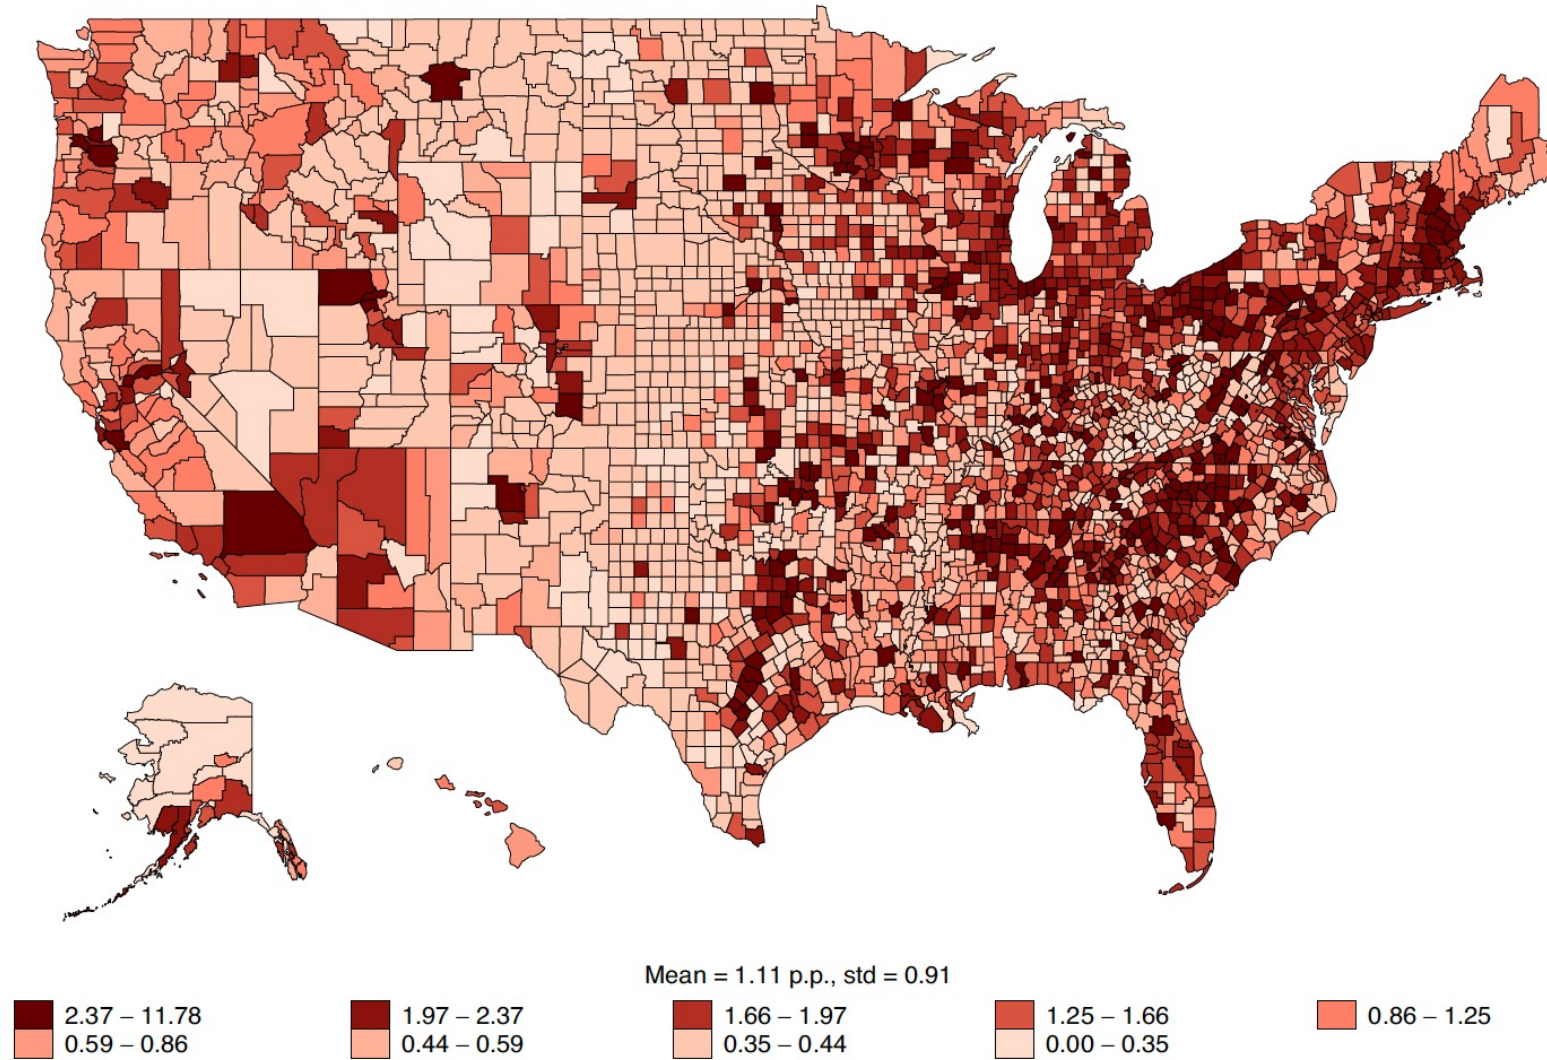 Mean = 1.11 p.p., std = 0.91
2.37 – 11.78 1.97 – 2.37 1.66 – 1.97 1.25 – 1.66 0.86 – 1.25
0.59 – 0.86 0.44 – 0.59 0.35 – 0.44 0.00 – 0.35